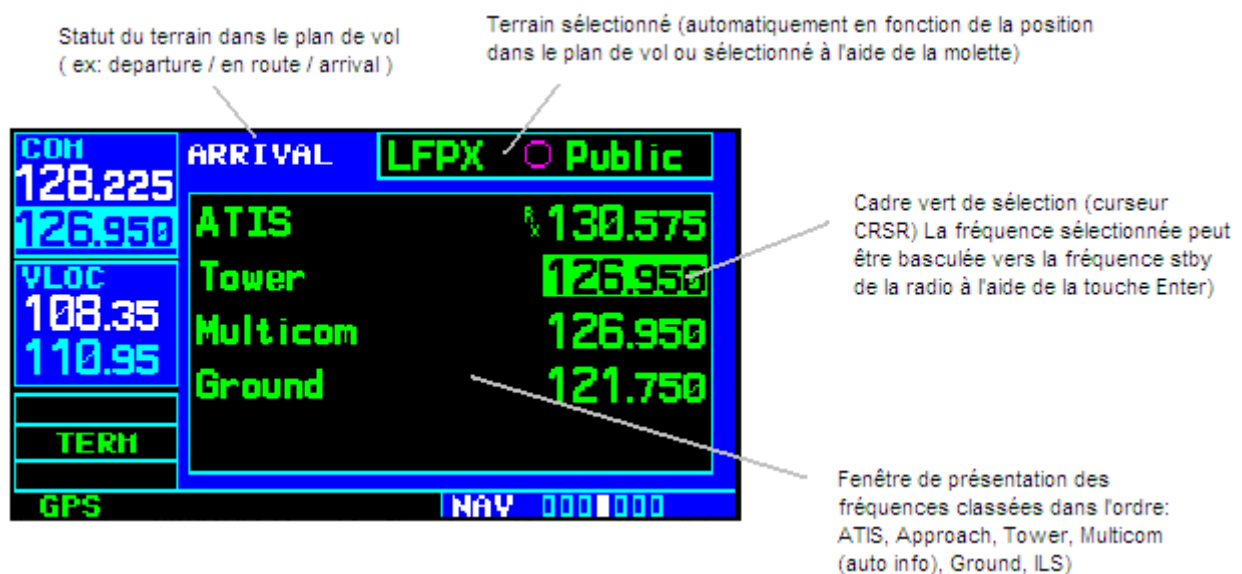 Statut du terrain dans le plan de vol
( ex: departure / en route / arrival )
Terrain sélectionné (automatiquement en fonction de la position
dans le plan de vol ou sélectionné à l'aide de la molette)
COM
128.225
126.950
VLOC
108.35
110.95
TERM
GPS
ARRIVAL
LFPX Public
ATIS Rx 130.575
Tower 126.950
Multicom 126.950
Ground 121.750
NAV
Cadre vert de sélection (curseur
CRSR) La fréquence sélectionnée peut
être basculée vers la fréquence stby
de la radio à l'aide de la touche Enter)
Fenêtre de présentation des
fréquences classées dans l'ordre:
ATIS, Approach, Tower, Multicom
(auto info), Ground, ILS)